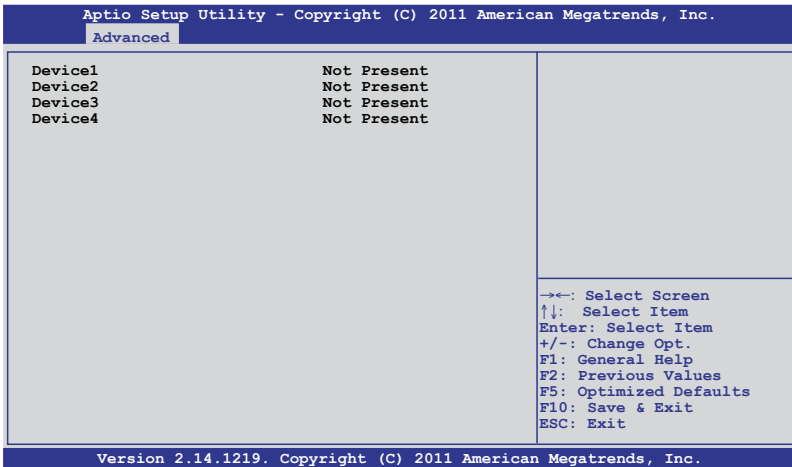 Aptio Setup Utility - Copyright (C) 2011 American Megatrends, Inc.
Advanced
Device1 Not Present
Device2 Not Present
Device3 Not Present
Device4 Not Present
→←: Select Screen
↑↓: Select Item
Enter: Select Item
+/-: Change Opt.
F1: General Help
F2: Previous Values
F5: Optimized Defaults
F10: Save & Exit
ESC: Exit
Version 2.14.1219. Copyright (C) 2011 American Megatrends, Inc.